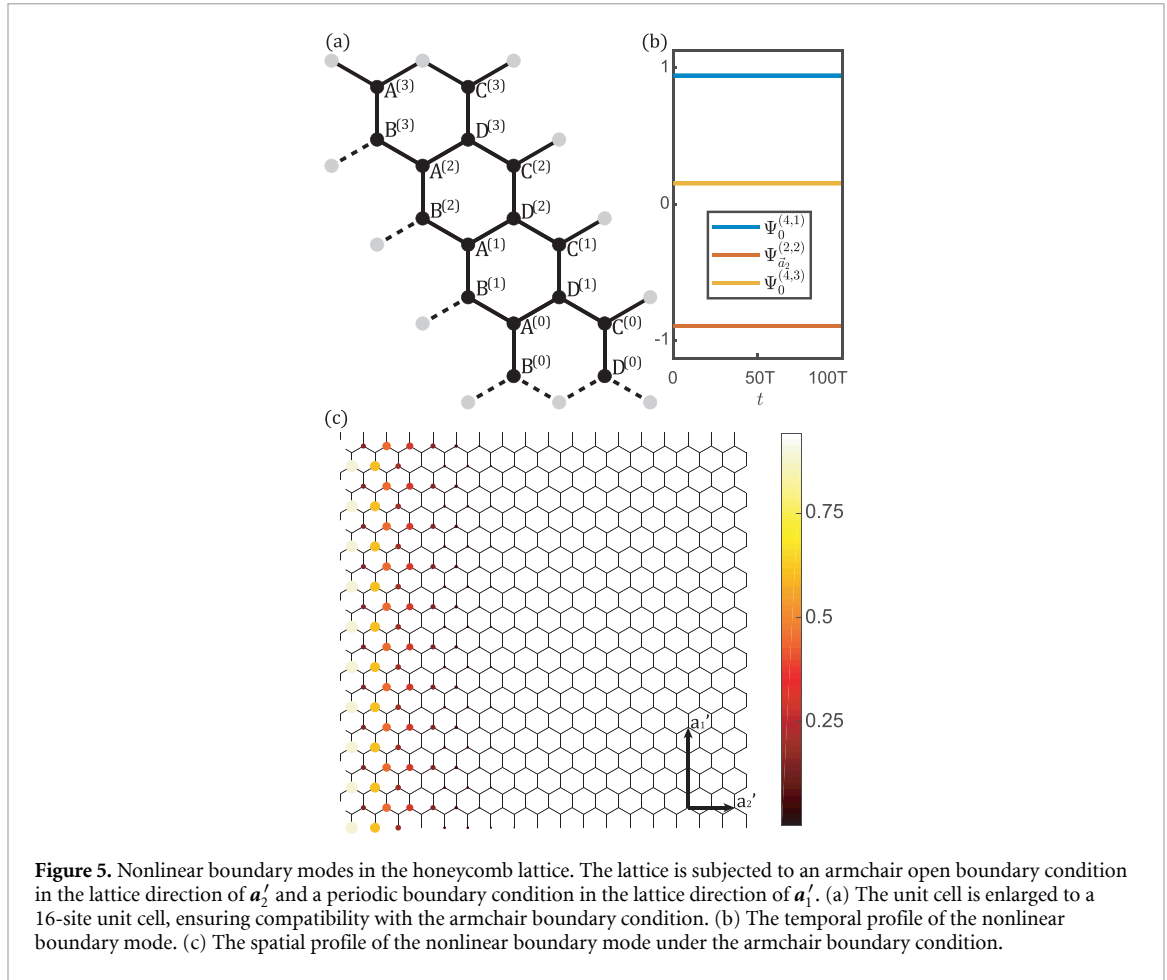 (a)
A(3)
C(3)
B(3)
D(3)
A(2)
C(2)
B(2)
D(2)
A(1)
C(1)
B(1)
D(1)
A(0)
C(0)
B(0)
D(0)
(b)
1
0
-1
Ψ₀^(4,1)
Ψ_{\vec{a}₂}^(2,2)
Ψ₀^(4,3)
0 50T 100T
t
(c)
a₁'
a₂'
0.75
0.5
0.25
Figure 5. Nonlinear boundary modes in the honeycomb lattice. The lattice is subjected to an armchair open boundary condition
in the lattice direction of a₂′ and a periodic boundary condition in the lattice direction of a₁′. (a) The unit cell is enlarged to a
16-site unit cell, ensuring compatibility with the armchair boundary condition. (b) The temporal profile of the nonlinear
boundary mode. (c) The spatial profile of the nonlinear boundary mode under the armchair boundary condition.